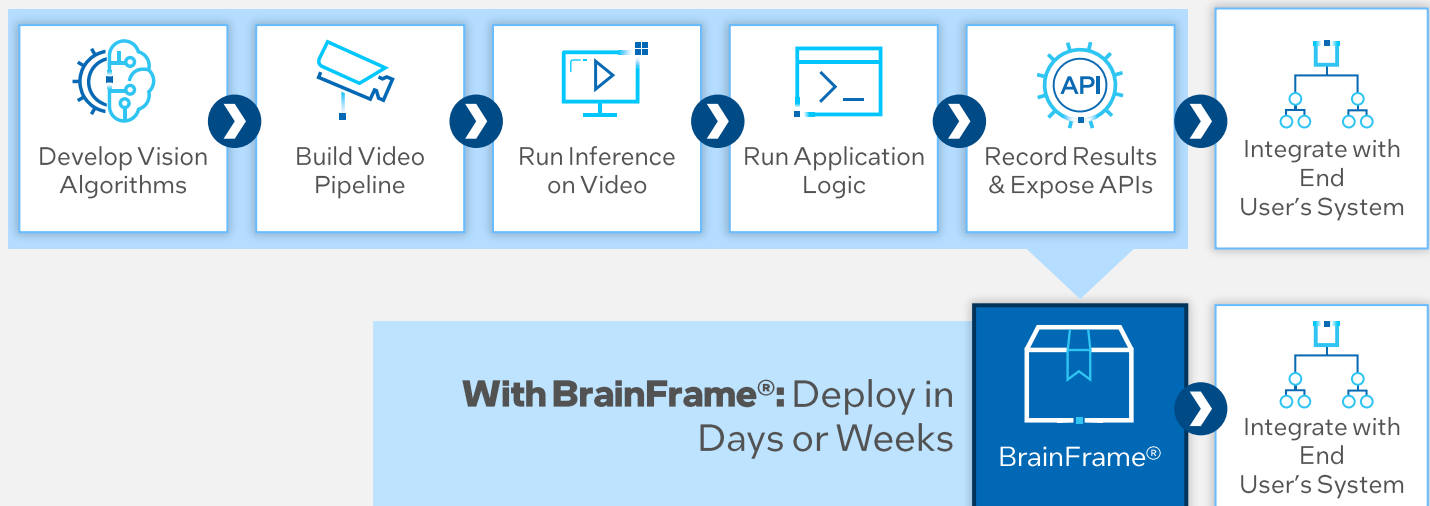 Develop Vision
Algorithms
Build Video
Pipeline
Run Inference
on Video
Run Application
Logic
API
Record Results
& Expose APIs
Integrate with
End
User’s System
With BrainFrame®: Deploy in
Days or Weeks
BrainFrame®
Integrate with
End
User’s System